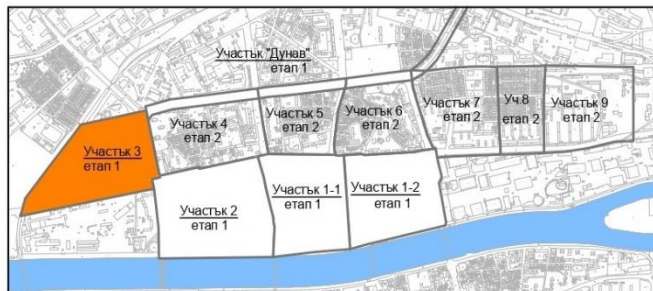 Участък "Дунав"
етап 1
Участък 3
етап 1
Участък 4
етап 2
Участък 5
етап 2
Участък 6
етап 2
Участък 7
етап 2
Уч.8
етап 2
Участък 9
етап 2
Участък 2
етап 1
Участък 1-1
етап 1
Участък 1-2
етап 1